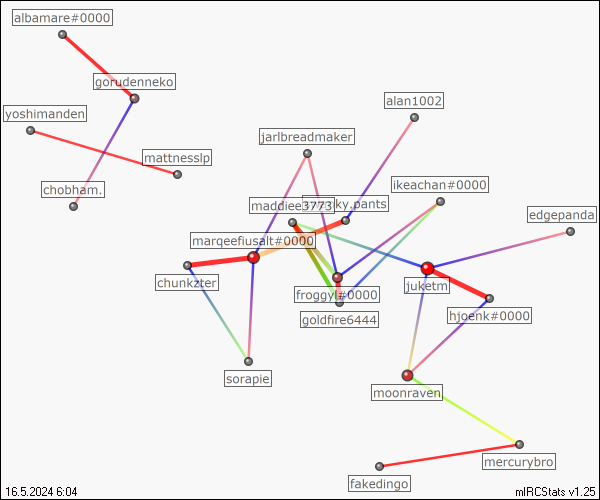 albamare#0000
gorudenneko
alan1002
yoshimanden
jarlbreadmaker
mattnesslp
ikeachan#0000
chobham.
maddiee3773
ky.pants
edgepanda
marqeefiusalt#0000
chunkzter
juketm
froggyl#0000
goldfire6444
hjoenk#0000
sorapie
moonraven
mercurybro
fakedingo
16.5.2024 6:04
mIRCStats v1.25